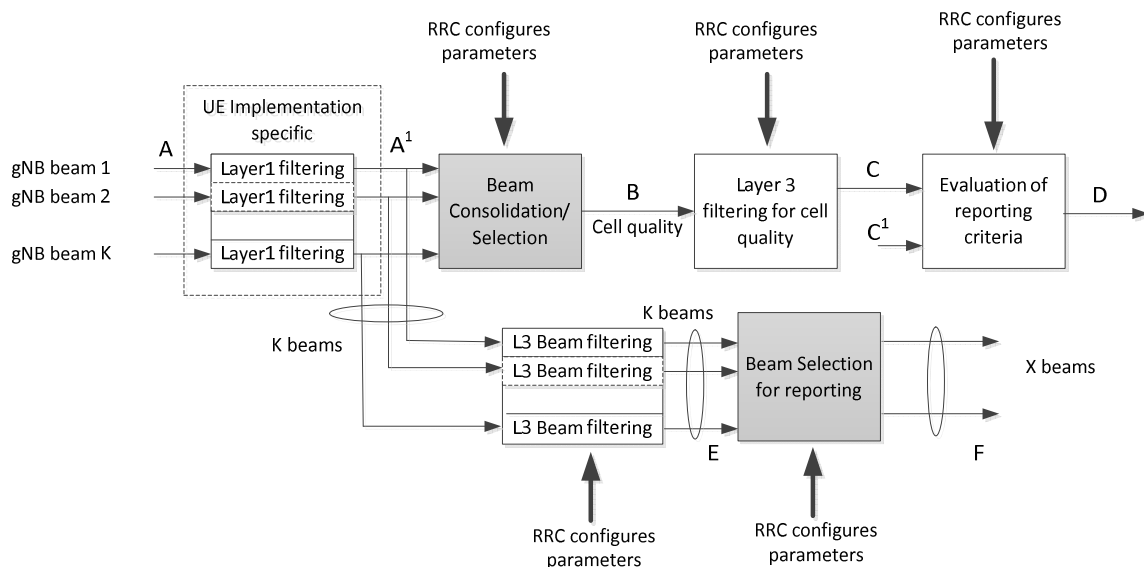 RRC configures
parameters
RRC configures
parameters
RRC configures
parameters
UE Implementation
specific
gNB beam 1
gNB beam 2
gNB beam K
A
Layer1 filtering
Layer1 filtering
Layer1 filtering
A¹
Beam
Consolidation/
Selection
B
Cell quality
Layer 3
filtering for cell
quality
C
C¹
Evaluation of
reporting
criteria
D
K beams
L3 Beam filtering
L3 Beam filtering
L3 Beam filtering
K beams
E
Beam Selection
for reporting
X beams
F
RRC configures
parameters
RRC configures
parameters